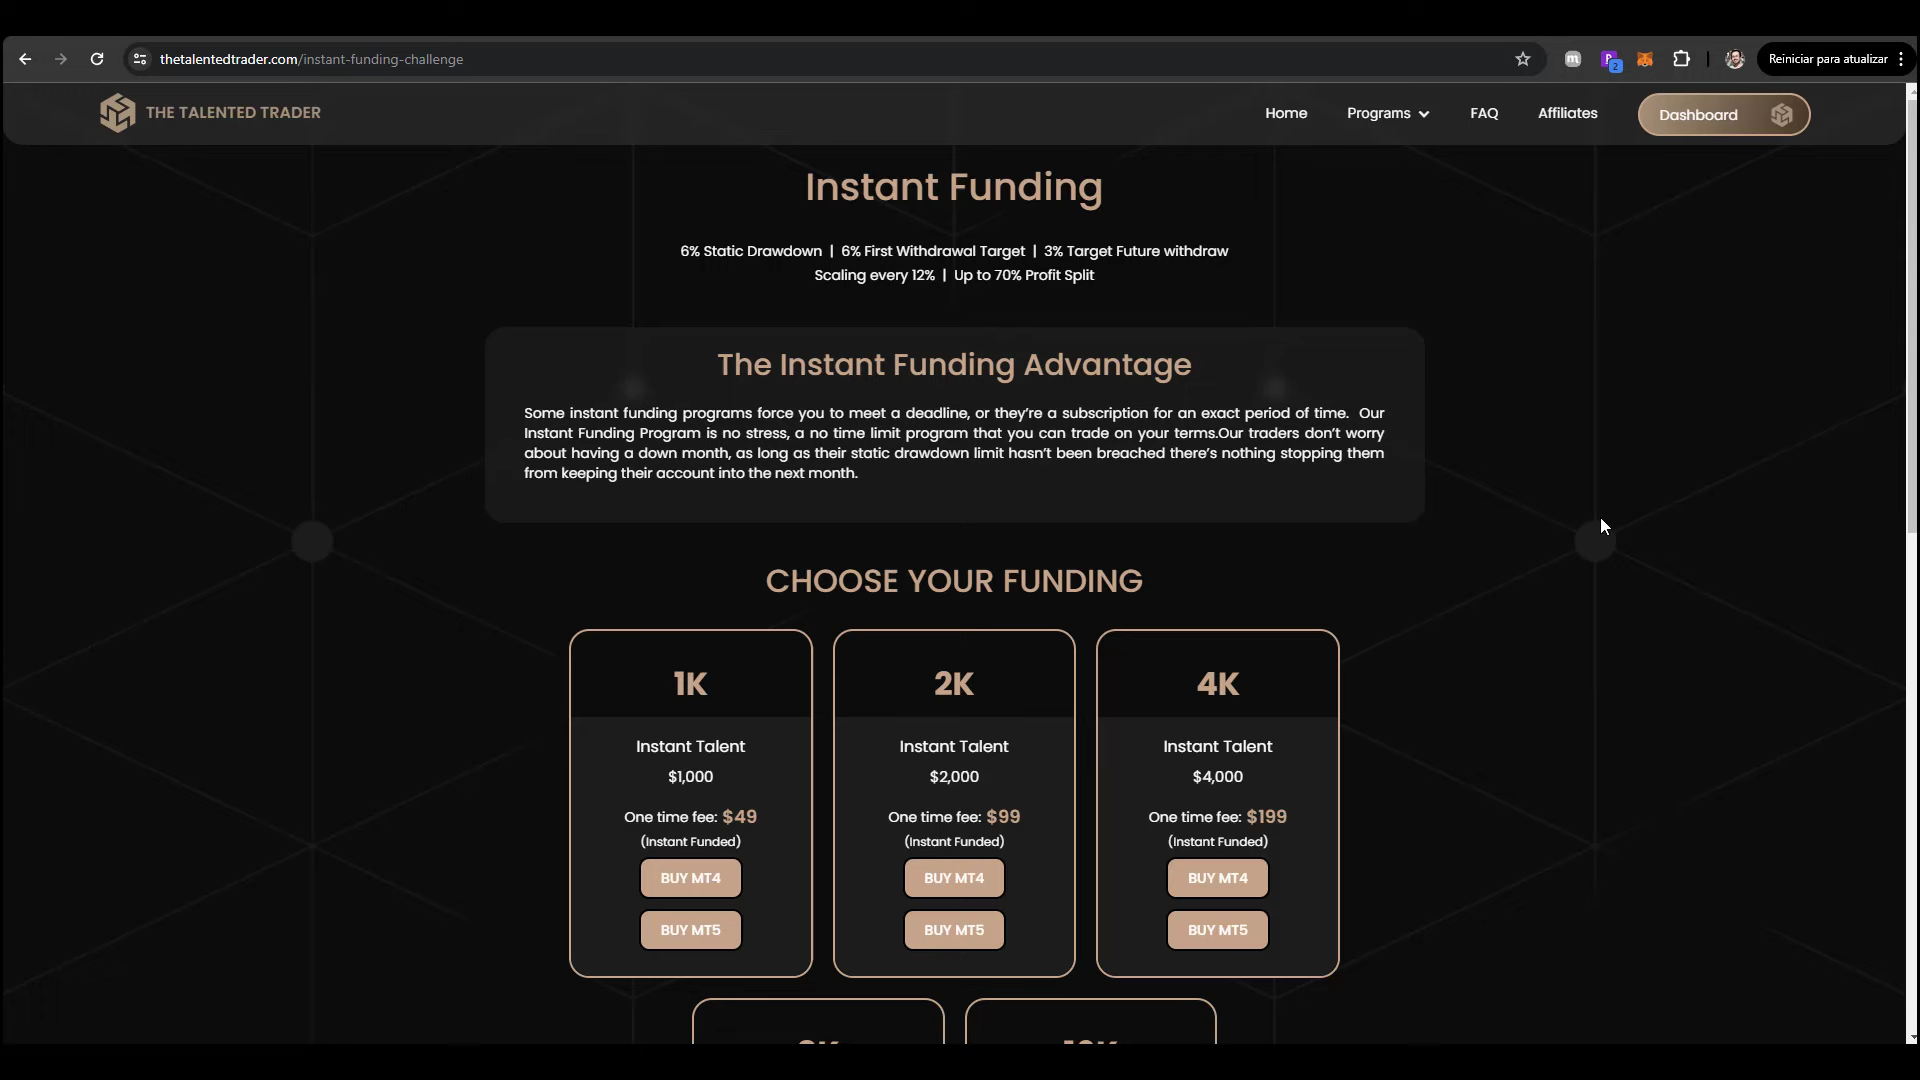 thetalentedtrader.com/instant-funding-challenge
2
Reiniciar para atualizar
THE TALENTED TRADER
Home
Programs
FAQ
Affiliates
Dashboard
Instant Funding
6% Static Drawdown | 6% First Withdrawal Target | 3% Target Future withdraw
Scaling every 12% | Up to 70% Profit Split
The Instant Funding Advantage
Some instant funding programs force you to meet a deadline, or they're a subscription for an exact period of time. Our
Instant Funding Program is no stress, a no time limit program that you can trade on your terms.Our traders don't worry
about having a down month, as long as their static drawdown limit hasn't been breached there's nothing stopping them
from keeping their account into the next month.
CHOOSE YOUR FUNDING
1K
Instant Talent
$1,000
One time fee: $49
(Instant Funded)
BUY MT4
BUY MT5
2K
Instant Talent
$2,000
One time fee: $99
(Instant Funded)
BUY MT4
BUY MT5
4K
Instant Talent
$4,000
One time fee: $199
(Instant Funded)
BUY MT4
BUY MT5